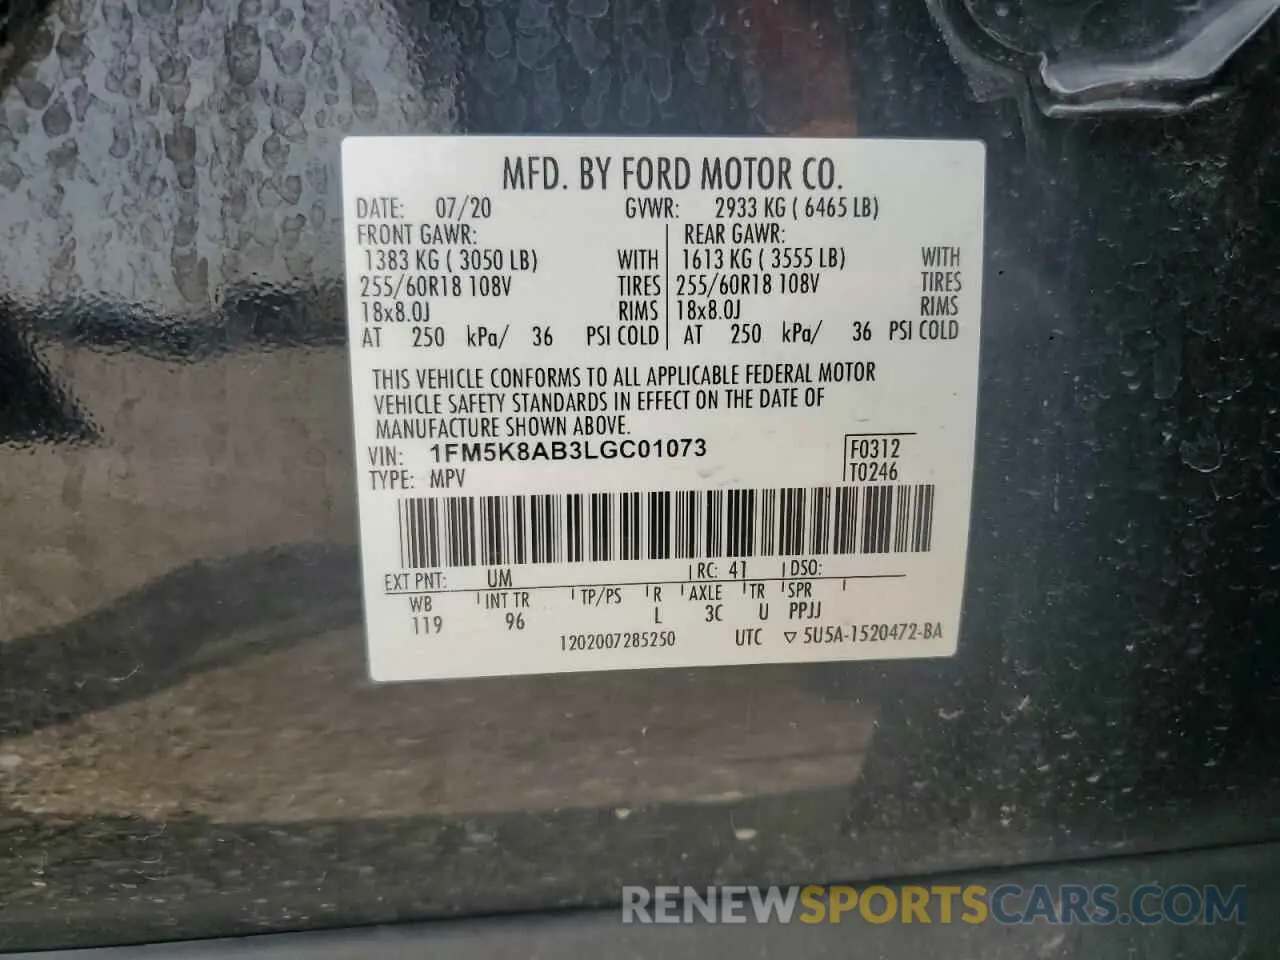 MFD. BY FORD MOTOR CO.
DATE: 07/20 GVWR: 2933 KG ( 6465 LB)
FRONT GAWR: REAR GAWR:
1383 KG ( 3050 LB) WITH 1613 KG ( 3555 LB) WITH
255/60R18 108V TIRES 255/60R18 108V TIRES
18x8.0J RIMS 18x8.0J RIMS
AT 250 kPa/ 36 PSI COLD AT 250 kPa/ 36 PSI COLD
THIS VEHICLE CONFORMS TO ALL APPLICABLE FEDERAL MOTOR
VEHICLE SAFETY STANDARDS IN EFFECT ON THE DATE OF
MANUFACTURE SHOWN ABOVE.
VIN: 1FM5K8AB3LGC01073 F0312
TYPE: MPV T0246
EXT PNT: UM RC: 41 DSO:
WB INT TR TP/PS R AXLE TR SPR
119 96 L 3C U PPJJ
1202007285250 UTC ▽ 5U5A-1520472-BA
RENEWSPORTSCARS.COM